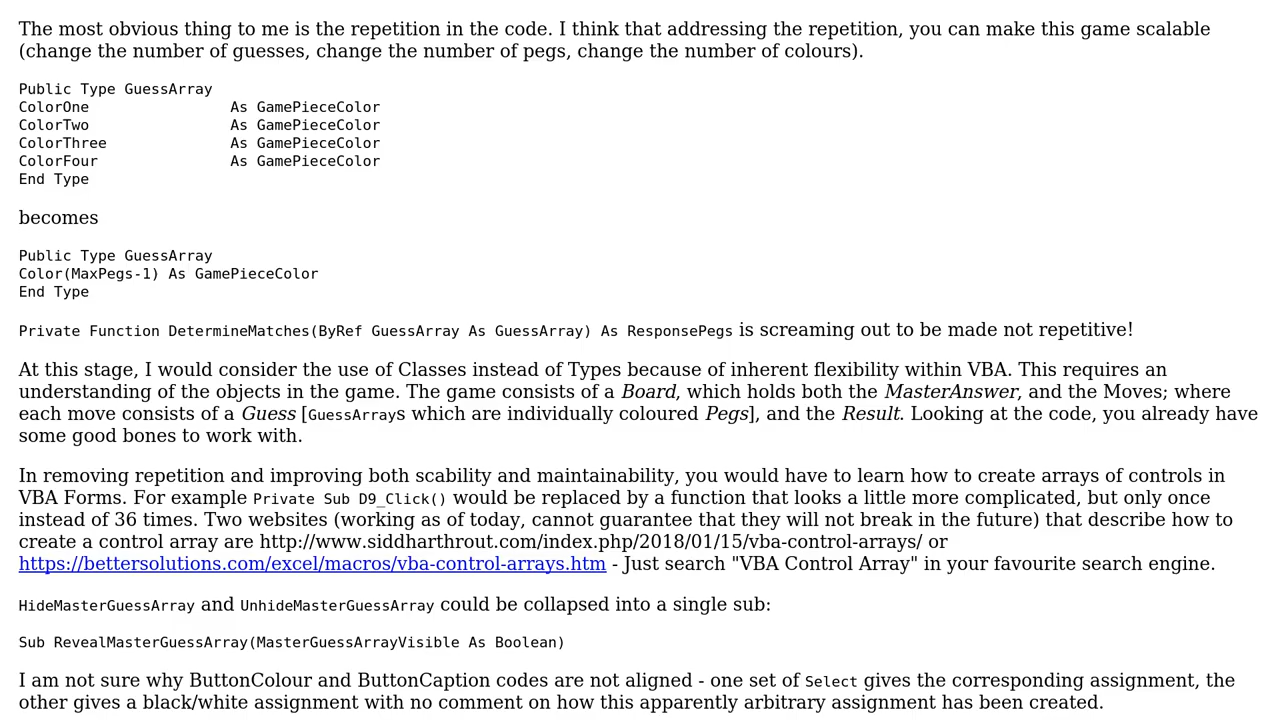 The most obvious thing to me is the repetition in the code. I think that addressing the repetition, you can make this game scalable
(change the number of guesses, change the number of pegs, change the number of colours).
Public Type GuessArray
ColorOne                As GamePieceColor
ColorTwo                As GamePieceColor
ColorThree              As GamePieceColor
ColorFour               As GamePieceColor
End Type
becomes
Public Type GuessArray
Color(MaxPegs-1) As GamePieceColor
End Type
Private Function DetermineMatches(ByRef GuessArray As GuessArray) As ResponsePegs is screaming out to be made not repetitive!
At this stage, I would consider the use of Classes instead of Types because of inherent flexibility within VBA. This requires an
understanding of the objects in the game. The game consists of a Board, which holds both the MasterAnswer, and the Moves; where
each move consists of a Guess [GuessArrays which are individually coloured Pegs], and the Result. Looking at the code, you already have
some good bones to work with.
In removing repetition and improving both scability and maintainability, you would have to learn how to create arrays of controls in
VBA Forms. For example Private Sub D9_Click() would be replaced by a function that looks a little more complicated, but only once
instead of 36 times. Two websites (working as of today, cannot guarantee that they will not break in the future) that describe how to
create a control array are http://www.siddharthrout.com/index.php/2018/01/15/vba-control-arrays/ or
https://bettersolutions.com/excel/macros/vba-control-arrays.htm - Just search "VBA Control Array" in your favourite search engine.
HideMasterGuessArray and UnhideMasterGuessArray could be collapsed into a single sub:
Sub RevealMasterGuessArray(MasterGuessArrayVisible As Boolean)
I am not sure why ButtonColour and ButtonCaption codes are not aligned - one set of Select gives the corresponding assignment, the
other gives a black/white assignment with no comment on how this apparently arbitrary assignment has been created.